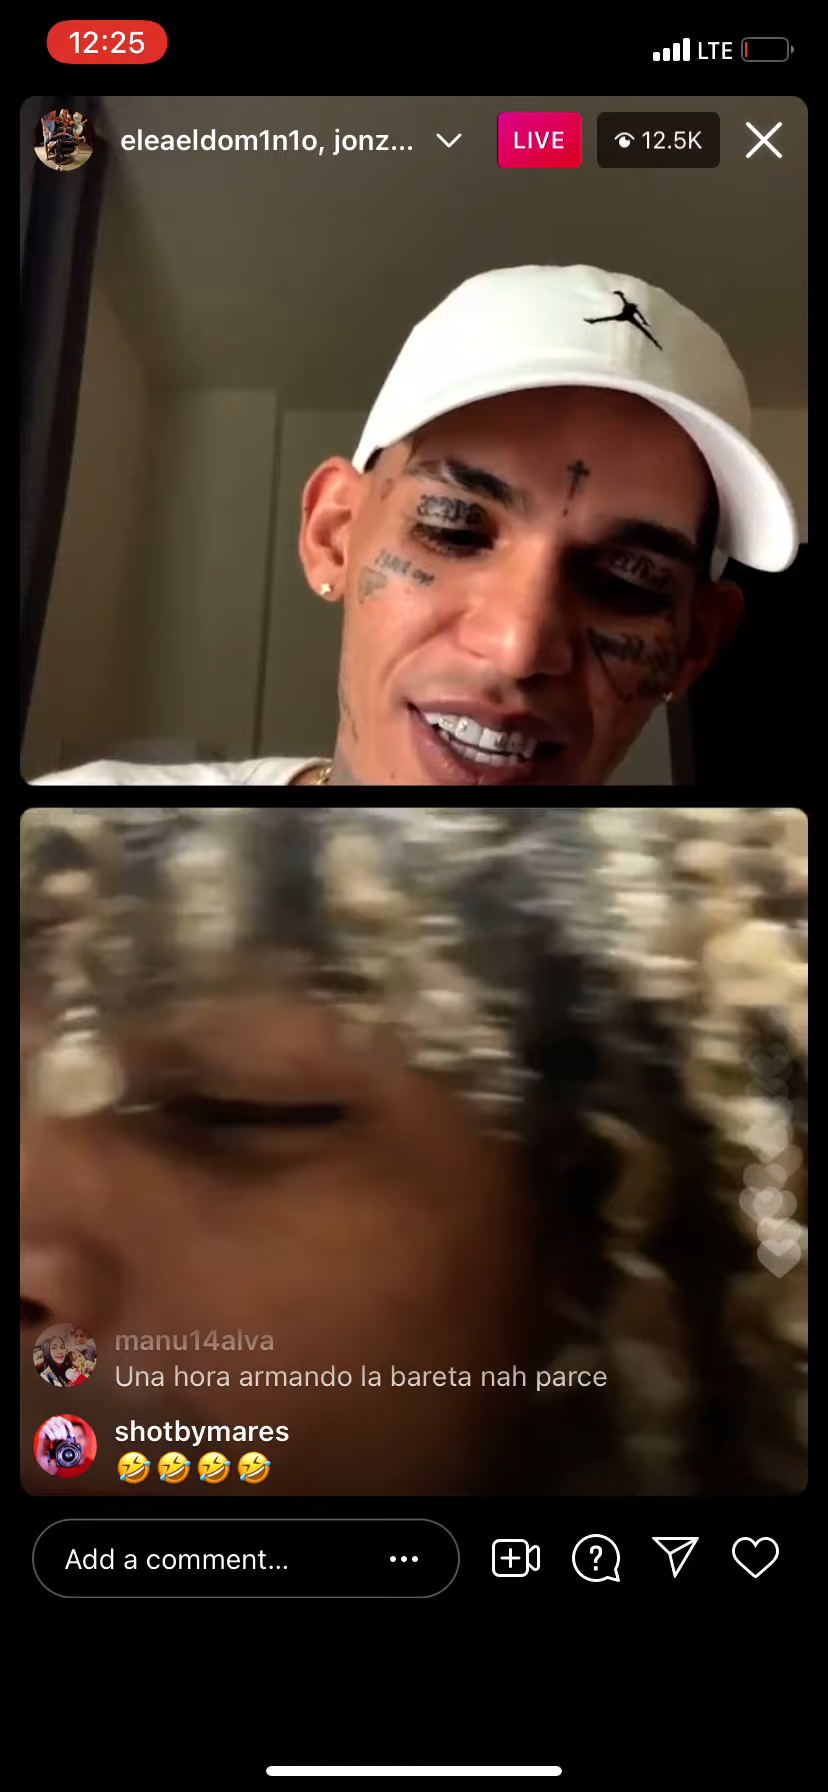 12:25
LTE
eleaeldom1n1o, jonz...
LIVE
12.5K
manu14alva
Una hora armando la bareta nah parce
shotbymares
🤣🤣🤣🤣
Add a comment...